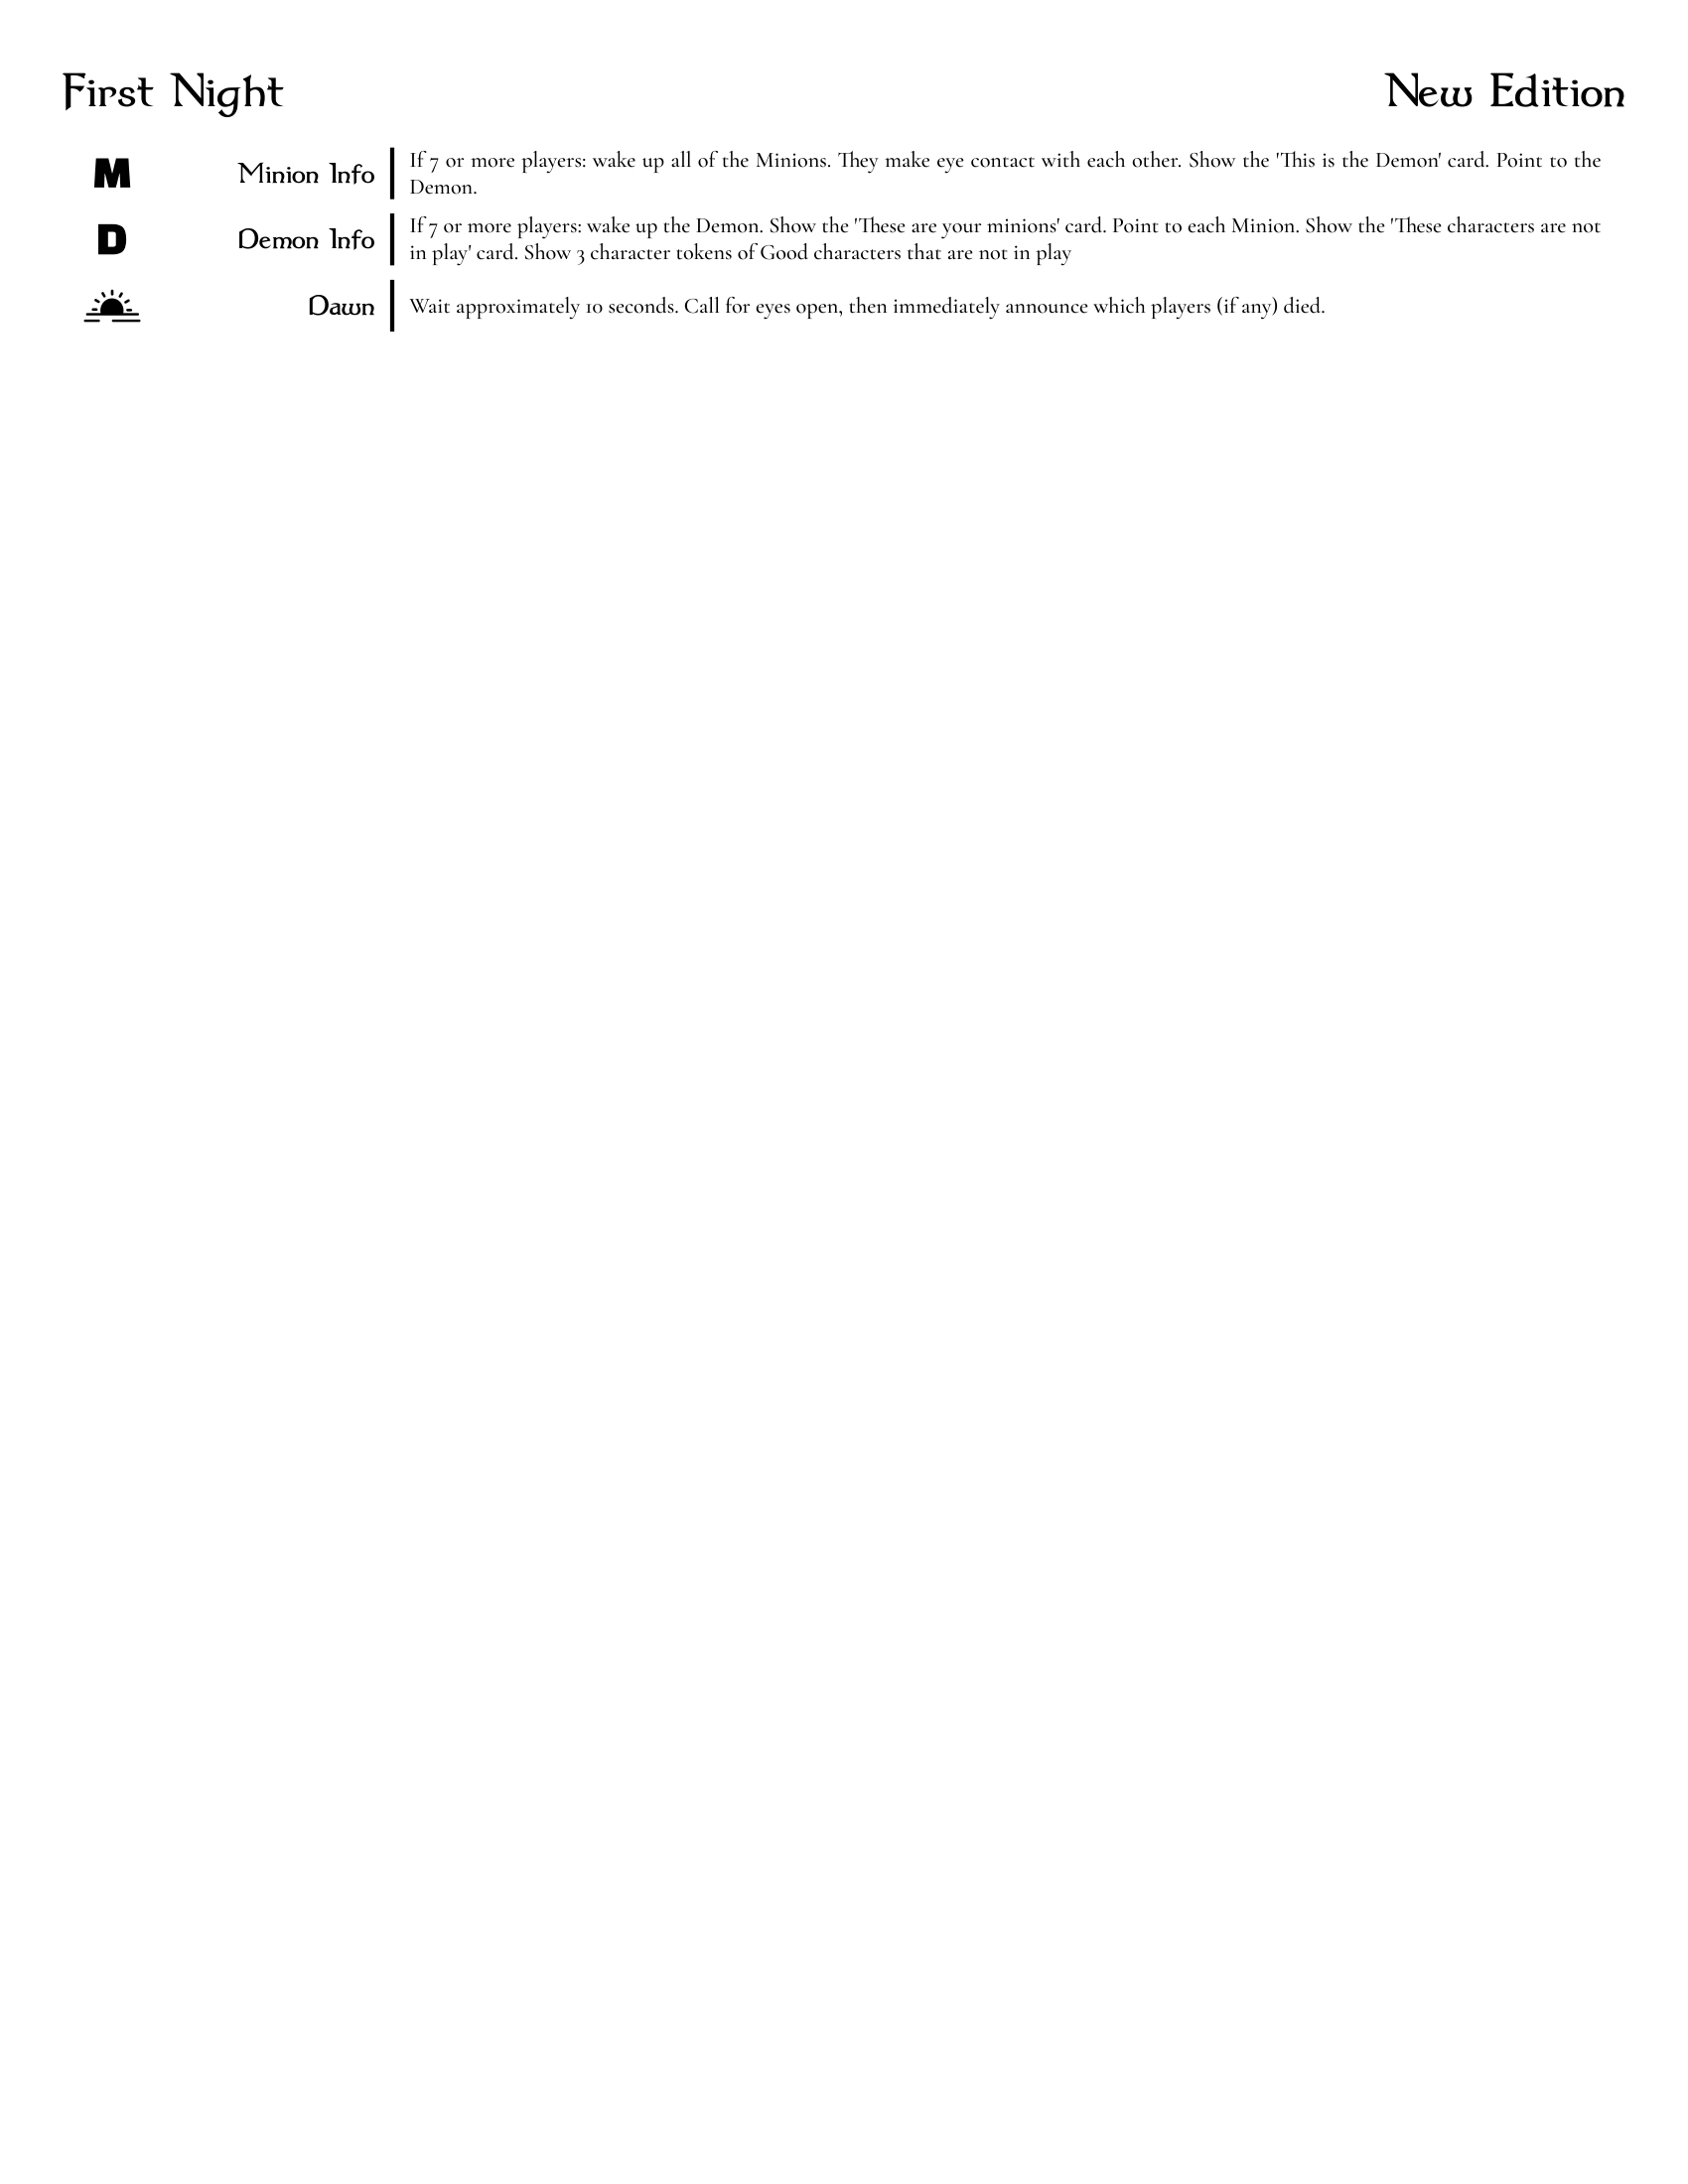 First Night New Edition
M Minion Info If 7 or more players: wake up all of the Minions. They make eye contact with each other. Show the 'This is the Demon' card. Point to the
Demon.
D Demon Info If 7 or more players: wake up the Demon. Show the 'These are your minions' card. Point to each Minion. Show the 'These characters are not
in play' card. Show 3 character tokens of Good characters that are not in play
Dawn Wait approximately 10 seconds. Call for eyes open, then immediately announce which players (if any) died.